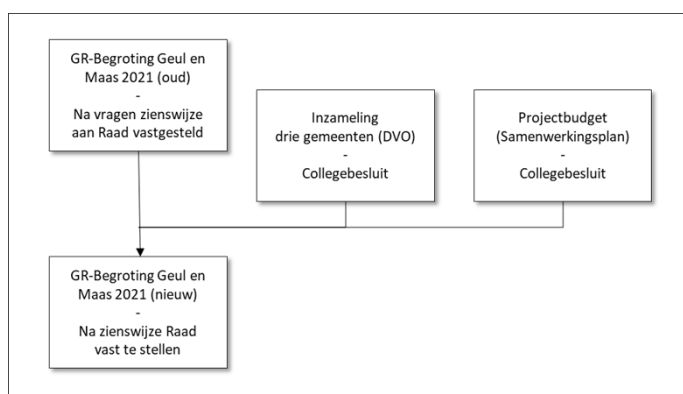 GR-Begroting Geul en
Maas 2021 (oud)
-
Na vragen zienswijze
aan Raad vastgesteld
Inzameling
drie gemeenten (DVO)
-
Collegebesluit
Projectbudget
(Samenwerkingsplan)
-
Collegebesluit
GR-Begroting Geul en
Maas 2021 (nieuw)
-
Na zienswijze Raad
vast te stellen